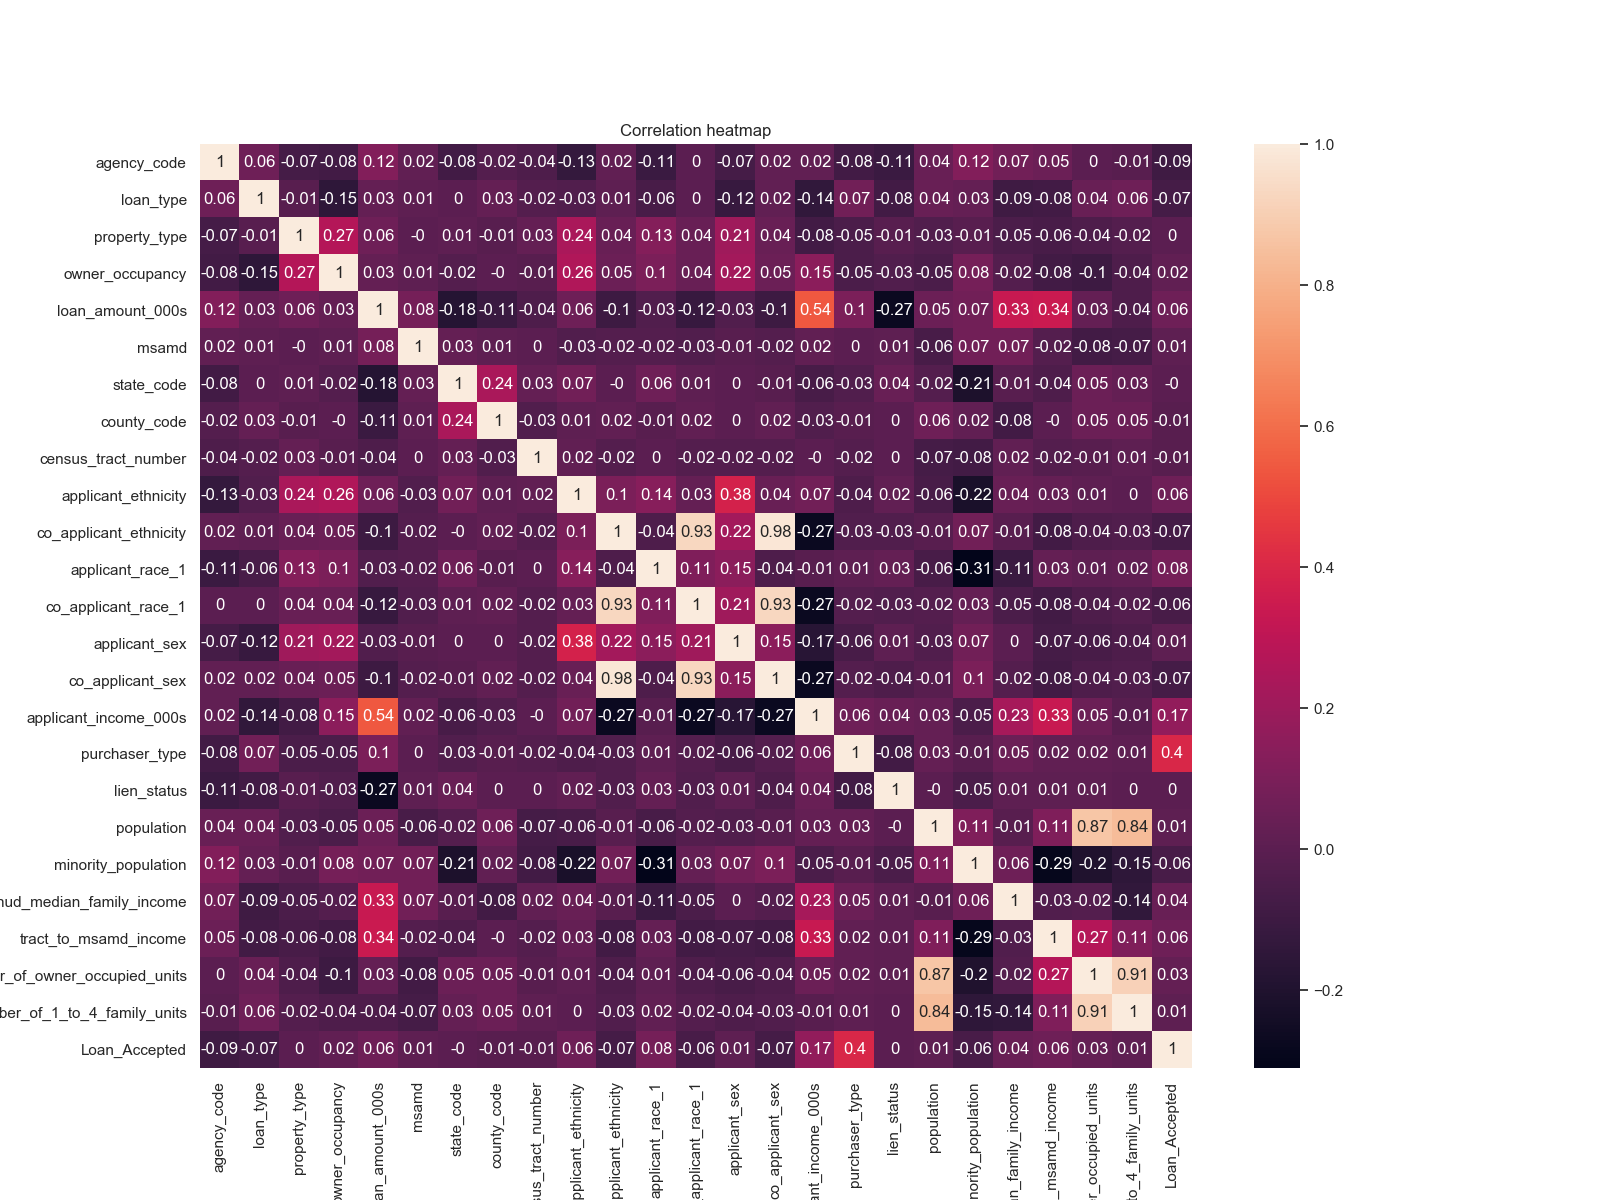 Correlation heatmap
agency_code 1 0.06 -0.07 -0.08 0.12 0.02 -0.08 -0.02 -0.04 -0.13 0.02 -0.11 0 -0.07 0.02 0.02 -0.08 -0.11 0.04 0.12 0.07 0.05 0 -0.01 -0.09
loan_type 0.06 1 -0.01 -0.15 0.03 0.01 0 0.03 -0.02 -0.03 0.01 -0.06 0 -0.12 0.02 -0.14 0.07 -0.08 0.04 0.03 -0.09 -0.08 0.04 0.06 -0.07
property_type -0.07 -0.01 1 0.27 0.06 -0 0.01 -0.01 0.03 0.24 0.04 0.13 0.04 0.21 0.04 -0.08 -0.05 -0.01 -0.03 -0.01 -0.05 -0.06 -0.04 -0.02 0
owner_occupancy -0.08 -0.15 0.27 1 0.03 0.01 -0.02 -0 -0.01 0.26 0.05 0.1 0.04 0.22 0.05 0.15 -0.05 -0.03 -0.05 0.08 -0.02 -0.08 -0.1 -0.04 0.02
loan_amount_000s 0.12 0.03 0.06 0.03 1 0.08 -0.18 -0.11 -0.04 0.06 -0.1 -0.03 -0.12 -0.03 -0.1 0.54 0.1 -0.27 0.05 0.07 0.33 0.34 0.03 -0.04 0.06
msamd 0.02 0.01 -0 0.01 0.08 1 0.03 0.01 0 -0.03 -0.02 -0.02 -0.03 -0.01 -0.02 0.02 0 0.01 -0.06 0.07 0.07 -0.02 -0.08 -0.07 0.01
state_code -0.08 0 0.01 -0.02 -0.18 0.03 1 0.24 0.03 0.07 -0 0.06 0.01 0 -0.01 -0.06 -0.03 0.04 -0.02 -0.21 -0.01 -0.04 0.05 0.03 -0
county_code -0.02 0.03 -0.01 -0 -0.11 0.01 0.24 1 -0.03 0.01 0.02 -0.01 0.02 0 0.02 -0.03 -0.01 0 0.06 0.02 -0.08 -0 0.05 0.05 -0.01
census_tract_number -0.04 -0.02 0.03 -0.01 -0.04 0 0.03 -0.03 1 0.02 -0.02 0 -0.02 -0.02 -0.02 -0 -0.02 0 -0.07 -0.08 0.02 -0.02 -0.01 0.01 -0.01
applicant_ethnicity -0.13 -0.03 0.24 0.26 0.06 -0.03 0.07 0.01 0.02 1 0.1 0.14 0.03 0.38 0.04 0.07 -0.04 0.02 -0.06 -0.22 0.04 0.03 0.01 0 0.06
co_applicant_ethnicity 0.02 0.01 0.04 0.05 -0.1 -0.02 -0 0.02 -0.02 0.1 1 -0.04 0.93 0.22 0.98 -0.27 -0.03 -0.03 -0.01 0.07 -0.01 -0.08 -0.04 -0.03 -0.07
applicant_race_1 -0.11 -0.06 0.13 0.1 -0.03 -0.02 0.06 -0.01 0 0.14 -0.04 1 0.11 0.15 -0.04 -0.01 0.01 0.03 -0.06 -0.31 -0.11 0.03 0.01 0.02 0.08
co_applicant_race_1 0 0 0.04 0.04 -0.12 -0.03 0.01 0.02 -0.02 0.03 0.93 0.11 1 0.21 0.93 -0.27 -0.02 -0.03 -0.02 0.03 -0.05 -0.08 -0.04 -0.02 -0.06
applicant_sex -0.07 -0.12 0.21 0.22 -0.03 -0.01 0 0 -0.02 0.38 0.22 0.15 0.21 1 0.15 -0.17 -0.06 0.01 -0.03 0.07 0 -0.07 -0.06 -0.04 0.01
co_applicant_sex 0.02 0.02 0.04 0.05 -0.1 -0.02 -0.01 0.02 -0.02 0.04 0.98 -0.04 0.93 0.15 1 -0.27 -0.02 -0.04 -0.01 0.1 -0.02 -0.08 -0.04 -0.03 -0.07
applicant_income_000s 0.02 -0.14 -0.08 0.15 0.54 0.02 -0.06 -0.03 -0 0.07 -0.27 -0.01 -0.27 -0.17 -0.27 1 0.06 0.04 0.03 -0.05 0.23 0.33 0.05 -0.01 0.17
purchaser_type -0.08 0.07 -0.05 -0.05 0.1 0 -0.03 -0.01 -0.02 -0.04 -0.03 0.01 -0.02 -0.06 -0.02 0.06 1 -0.08 0.03 -0.01 0.05 0.02 0.02 0.01 0.4
lien_status -0.11 -0.08 -0.01 -0.03 -0.27 0.01 0.04 0 0 0.02 -0.03 0.03 -0.03 0.01 -0.04 0.04 -0.08 1 -0 -0.05 0.01 0.01 0.01 0 0
population 0.04 0.04 -0.03 -0.05 0.05 -0.06 -0.02 0.06 -0.07 -0.06 -0.01 -0.06 -0.02 -0.03 -0.01 0.03 0.03 -0 1 0.11 -0.01 0.11 0.87 0.84 0.01
minority_population 0.12 0.03 -0.01 0.08 0.07 0.07 -0.21 0.02 -0.08 -0.22 0.07 -0.31 0.03 0.07 0.1 -0.05 -0.01 -0.05 0.11 1 0.06 -0.29 -0.2 -0.15 -0.06
ud_median_family_income 0.07 -0.09 -0.05 -0.02 0.33 0.07 -0.01 -0.08 0.02 0.04 -0.01 -0.11 -0.05 0 -0.02 0.23 0.05 0.01 -0.01 0.06 1 -0.03 -0.02 -0.14 0.04
tract_to_msamd_income 0.05 -0.08 -0.06 -0.08 0.34 -0.02 -0.04 -0 -0.02 0.03 -0.08 0.03 -0.08 -0.07 -0.08 0.33 0.02 0.01 0.11 -0.29 -0.03 1 0.27 0.11 0.06
r_of_owner_occupied_units 0 0.04 -0.04 -0.1 0.03 -0.08 0.05 0.05 -0.01 0.01 -0.04 0.01 -0.04 -0.06 -0.04 0.05 0.02 0.01 0.87 -0.2 -0.02 0.27 1 0.91 0.03
ber_of_1_to_4_family_units -0.01 0.06 -0.02 -0.04 -0.04 -0.07 0.03 0.05 0.01 0 -0.03 0.02 -0.02 -0.04 -0.03 -0.01 0.01 0 0.84 -0.15 -0.14 0.11 0.91 1 0.01
Loan_Accepted -0.09 -0.07 0 0.02 0.06 0.01 -0 -0.01 -0.01 0.06 -0.07 0.08 -0.06 0.01 -0.07 0.17 0.4 0 0.01 -0.06 0.04 0.06 0.03 0.01 1
agency_code
loan_type
property_type
owner_occupancy
an_amount_000s
msamd
state_code
county_code
sus_tract_number
applicant_ethnicity
applicant_ethnicity
applicant_race_1
_applicant_race_1
applicant_sex
co_applicant_sex
ant_income_000s
purchaser_type
lien_status
population
nority_population
n_family_income
_msamd_income
er_occupied_units
to_4_family_units
Loan_Accepted
1.0
0.8
0.6
0.4
0.2
0.0
−0.2